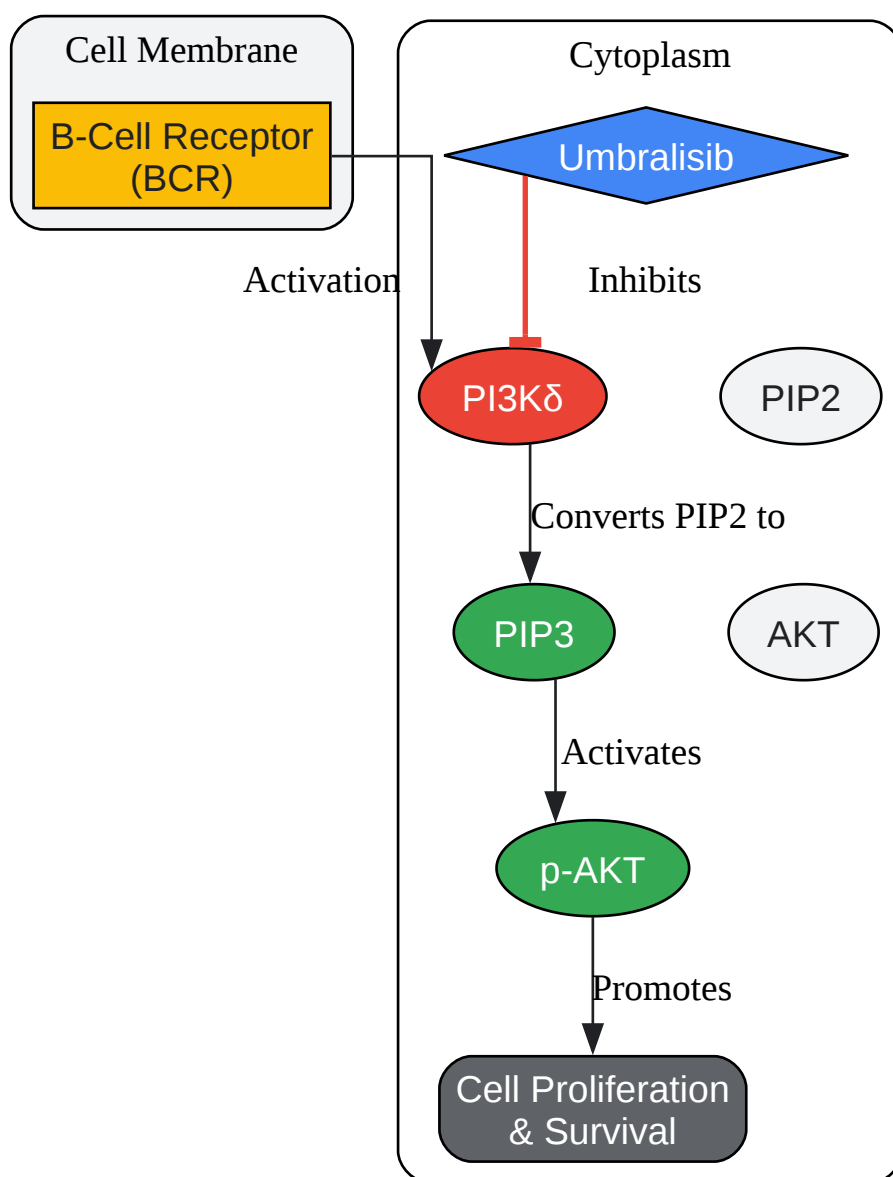 Cell Membrane
B-Cell Receptor
(BCR)
Cytoplasm
Umbralisib
Activation
Inhibits
PI3Kδ
PIP2
Converts PIP2 to
PIP3
AKT
Activates
p-AKT
Promotes
Cell Proliferation
& Survival